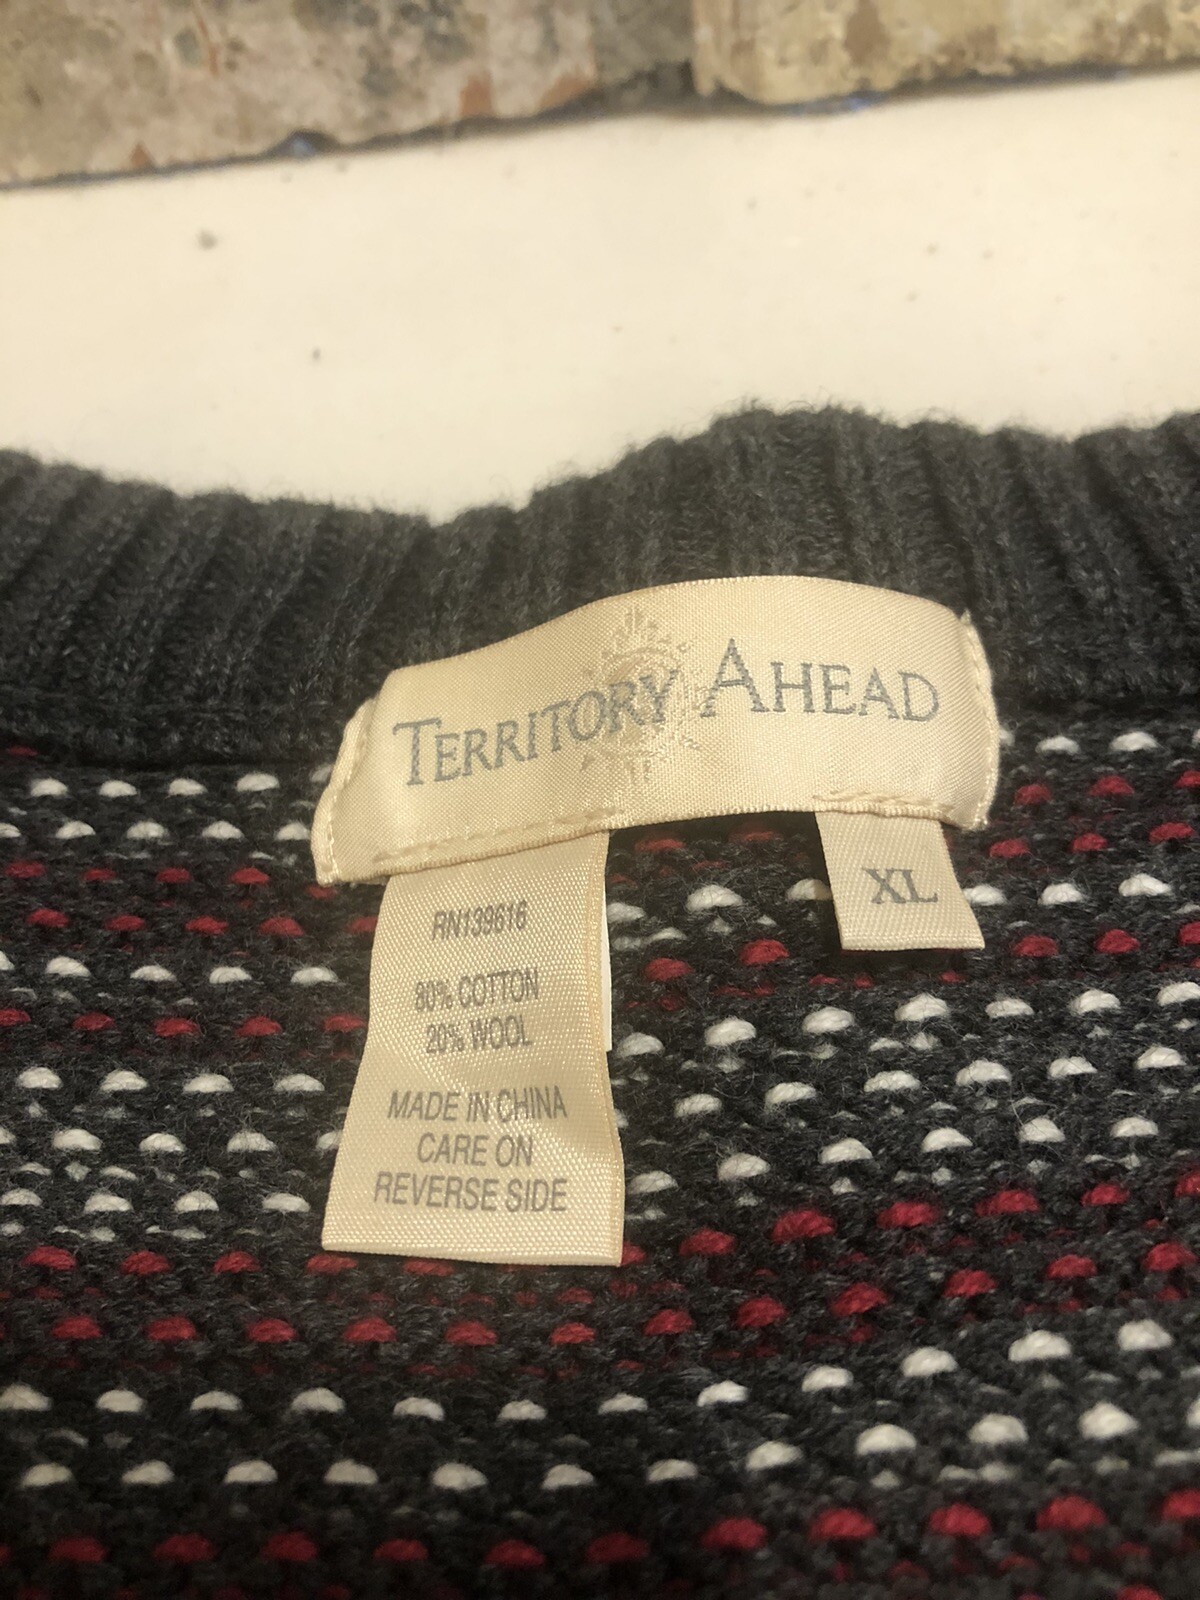 TERRITORY AHEAD
XL
RN139616
80% COTTON
20% WOOL
MADE IN CHINA
CARE ON
REVERSE SIDE